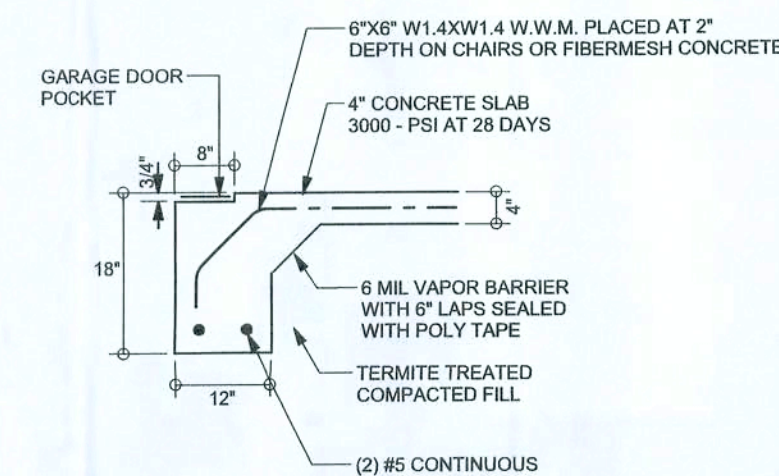 6"X6" W1.4XW1.4 W.W.M. PLACED AT 2"
DEPTH ON CHAIRS OR FIBERMESH CONCRETE
GARAGE DOOR
POCKET
4" CONCRETE SLAB
3000 - PSI AT 28 DAYS
8"
3/4"
4"
18"
6 MIL VAPOR BARRIER
WITH 6" LAPS SEALED
WITH POLY TAPE
TERMITE TREATED
COMPACTED FILL
12"
(2) #5 CONTINUOUS